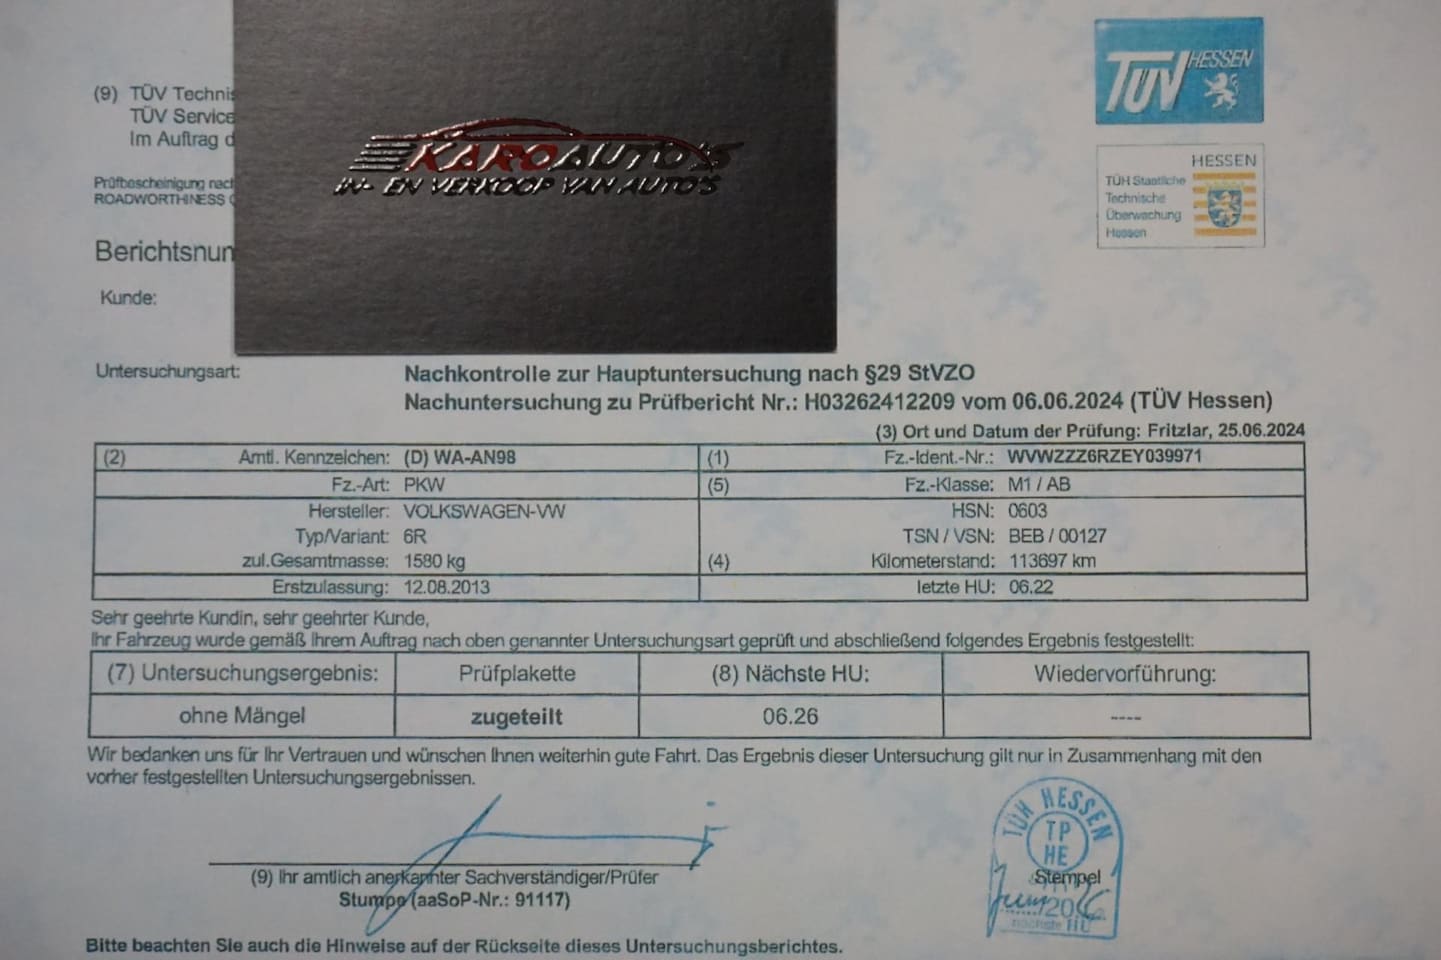 (9) TÜV Technis
TÜV Service
Im Auftrag d
KAROAUTO'S
IN- EN VERKOOP VAN AUTO'S
TÜV HESSEN
HESSEN
TÜH Staatliche
Technische
Überwachung
Hessen
Prüfbescheinigung nach
ROADWORTHINESS
Berichtsnum
Kunde:
Untersuchungsart: Nachkontrolle zur Hauptuntersuchung nach §29 StVZO
Nachuntersuchung zu Prüfbericht Nr.: H03262412209 vom 06.06.2024 (TÜV Hessen)
(3) Ort und Datum der Prüfung: Fritzlar, 25.06.2024
(2) Amtl. Kennzeichen: (D) WA-AN98 (1) Fz.-Ident.-Nr.: WVWZZZ6RZEY039971
Fz.-Art: PKW (5) Fz.-Klasse: M1 / AB
Hersteller: VOLKSWAGEN-VW HSN: 0603
Typ/Variant: 6R TSN / VSN: BEB / 00127
zul.Gesamtmasse: 1580 kg (4) Kilometerstand: 113697 km
Erstzulassung: 12.08.2013 letzte HU: 06.22
Sehr geehrte Kundin, sehr geehrter Kunde,
Ihr Fahrzeug wurde gemäß Ihrem Auftrag nach oben genannter Untersuchungsart geprüft und abschließend folgendes Ergebnis festgestellt:
(7) Untersuchungsergebnis: Prüfplakette (8) Nächste HU: Wiedervorführung:
ohne Mängel zugeteilt 06.26 ----
Wir bedanken uns für Ihr Vertrauen und wünschen Ihnen weiterhin gute Fahrt. Das Ergebnis dieser Untersuchung gilt nur in Zusammenhang mit den
vorher festgestellten Untersuchungsergebnissen.
TÜH HESSEN
TP
HE
Stempel
nächste HU
(9) Ihr amtlich anerkannter Sachverständiger/Prüfer
Stumpe (aaSoP-Nr.: 91117)
Bitte beachten Sie auch die Hinweise auf der Rückseite dieses Untersuchungsberichtes.